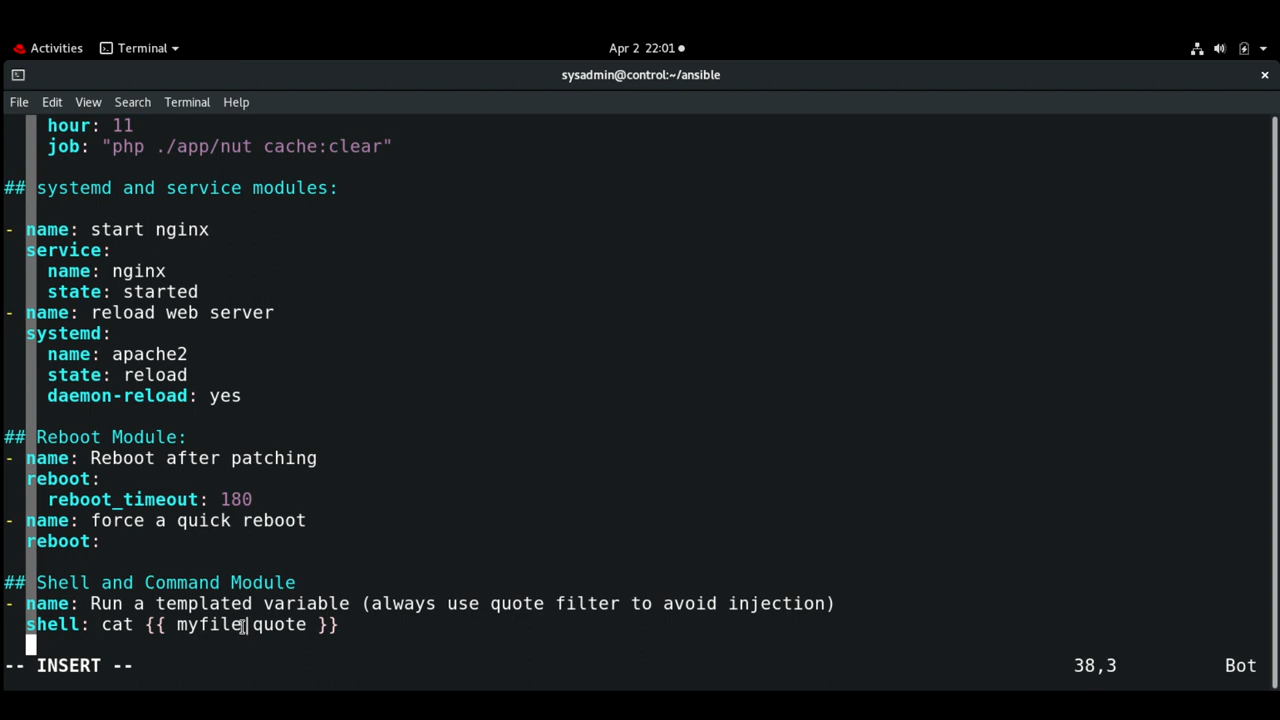 Activities Terminal Apr 2 22:01
sysadmin@control:~/ansible
File Edit View Search Terminal Help
hour: 11
job: "php ./app/nut cache:clear"
## systemd and service modules:
- name: start nginx
service:
name: nginx
state: started
- name: reload web server
systemd:
name: apache2
state: reload
daemon-reload: yes
## Reboot Module:
- name: Reboot after patching
reboot:
reboot_timeout: 180
- name: force a quick reboot
reboot:
## Shell and Command Module
- name: Run a templated variable (always use quote filter to avoid injection)
shell: cat {{ myfile|quote }}
-- INSERT -- 38,3 Bot